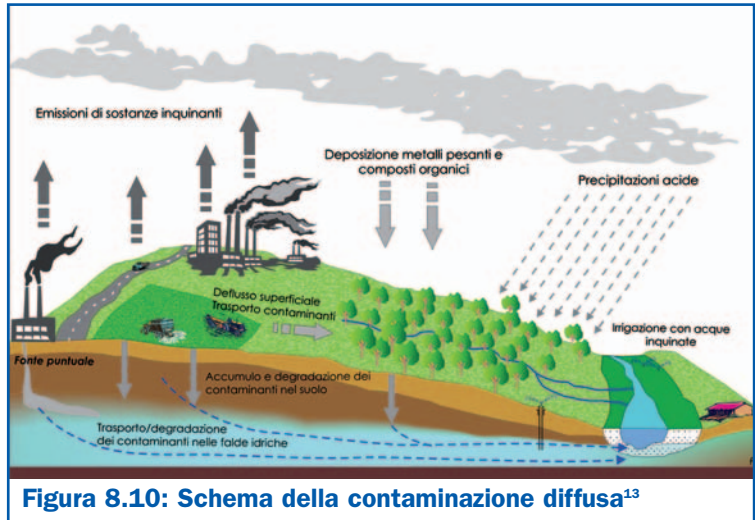 Emissioni di sostanze inquinanti
Deposizione metalli pesanti e
composti organici
Precipitazioni acide
Deflusso superficiale
Trasporto contaminanti
Irrigazione con acque
inquinate
Fonte puntuale
Accumulo e degradazione dei
contaminanti nel suolo
Trasporto/degradazione
dei contaminanti nelle falde idriche
Figura 8.10: Schema della contaminazione diffusa¹³